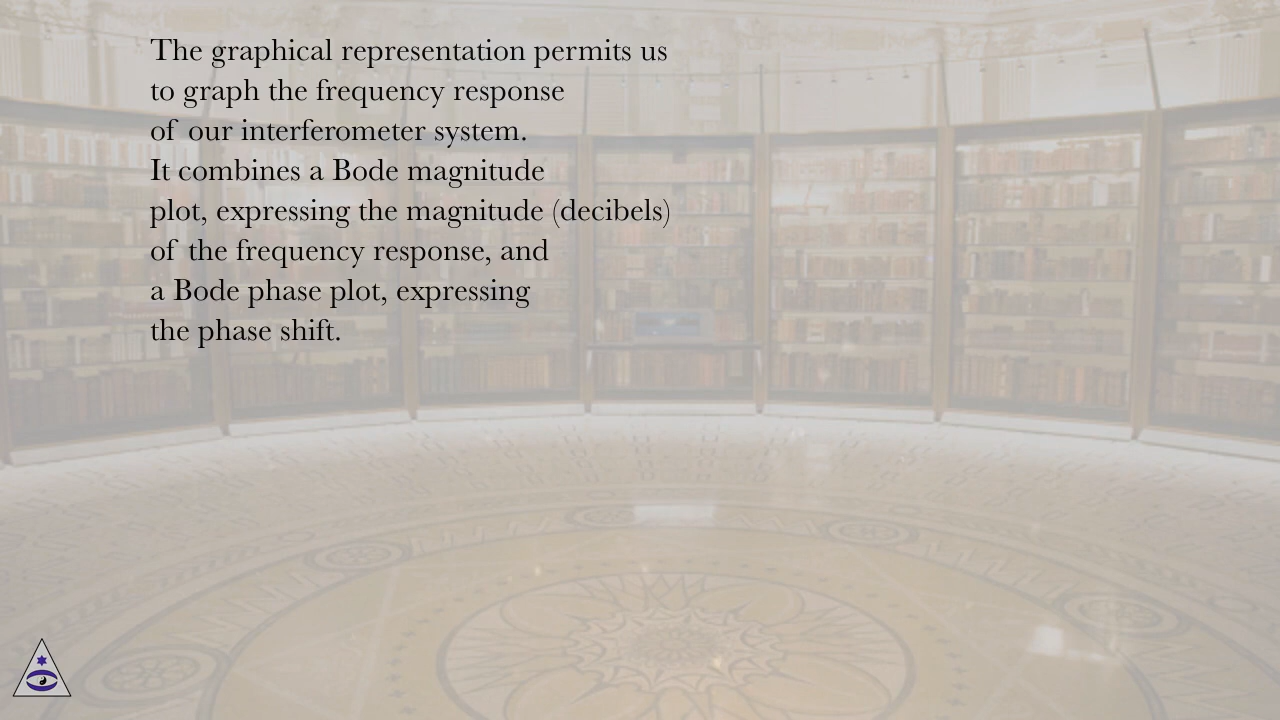 The graphical representation permits us
to graph the frequency response
of our interferometer system.
It combines a Bode magnitude
plot, expressing the magnitude (decibels)
of the frequency response, and
a Bode phase plot, expressing
the phase shift.